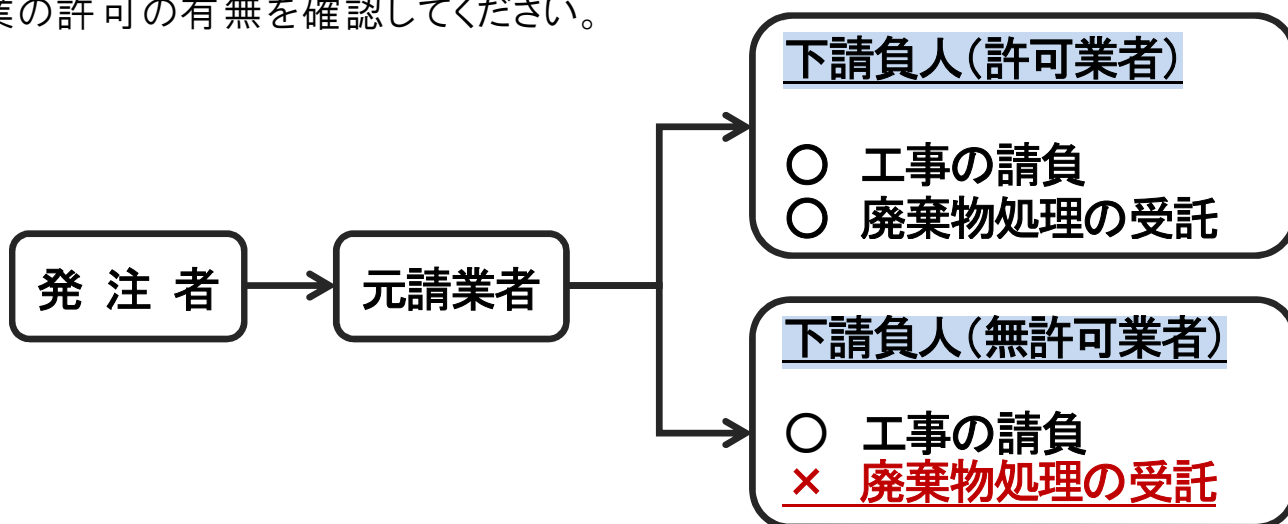 業の許可の有無を確認してください。
発 注 者
元請業者
下請負人（許可業者）
○ 工事の請負
○ 廃棄物処理の受託
下請負人（無許可業者）
○ 工事の請負
× 廃棄物処理の受託